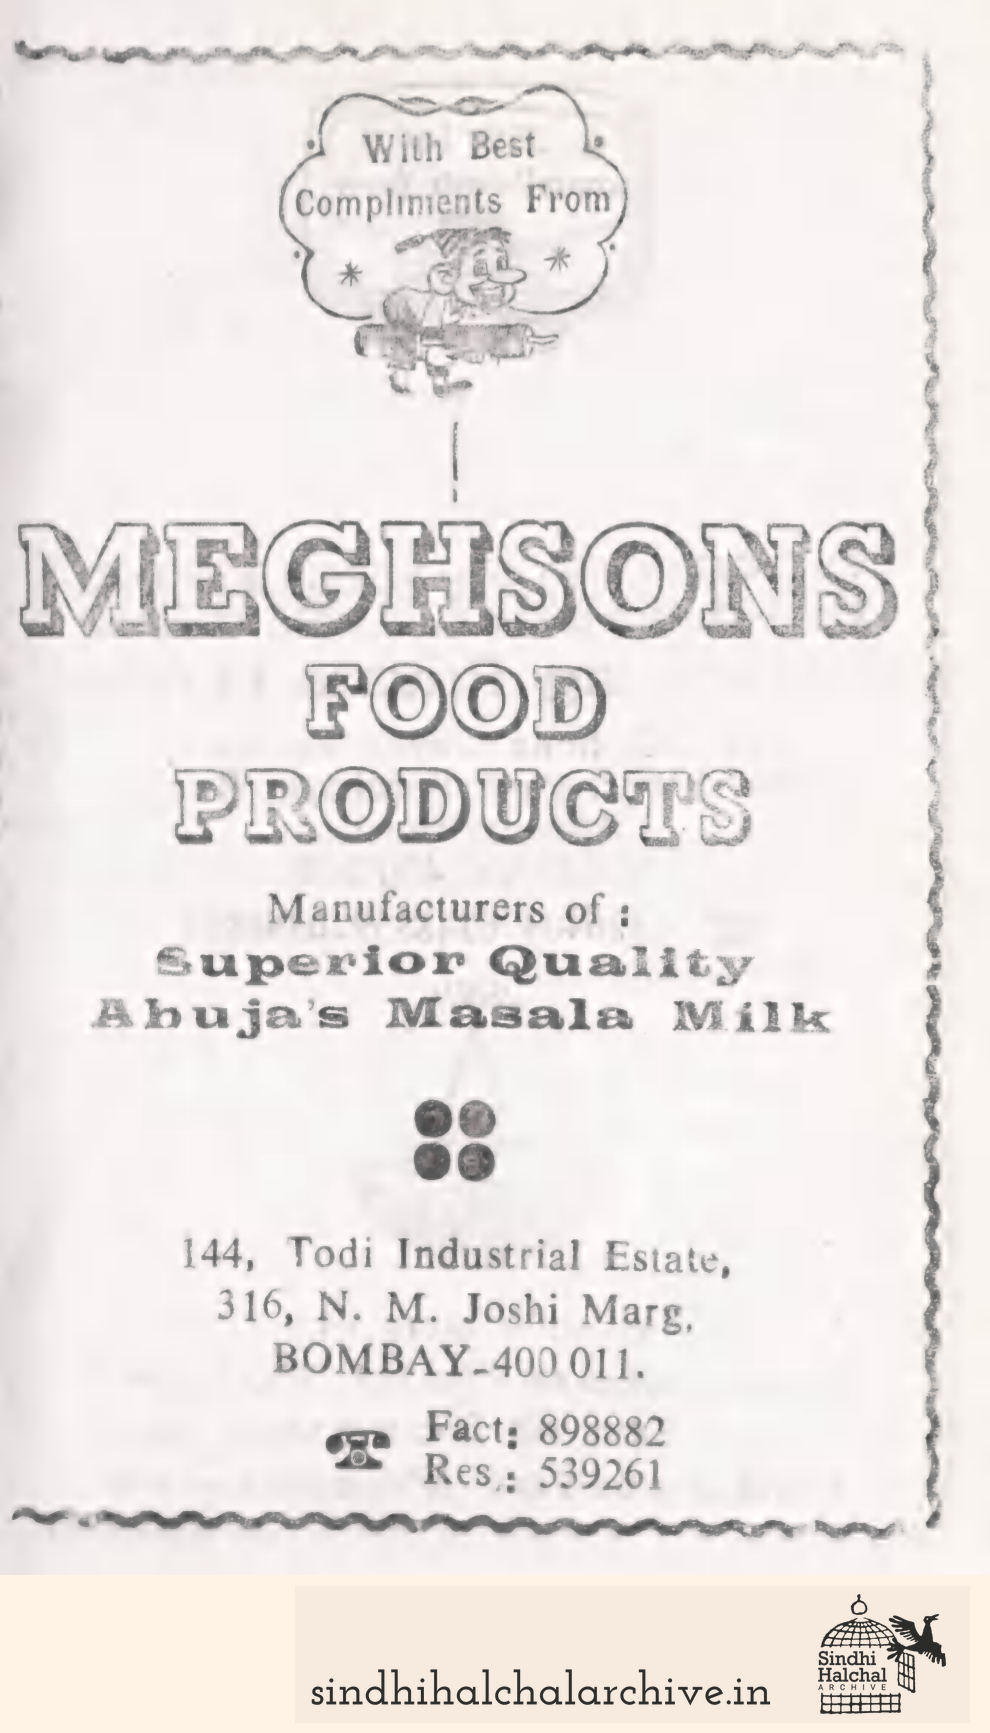 With Best
Compliments From
MEGHSONS
FOOD
PRODUCTS
Manufacturers of :
Superior Quality
Ahuja's Masala Milk
144, Todi Industrial Estate,
316, N. M. Joshi Marg,
BOMBAY-400 011.
Fact: 898882
Res.: 539261
sindhihalchalarchive.in
Sindhi
Halchal
ARCHIVE